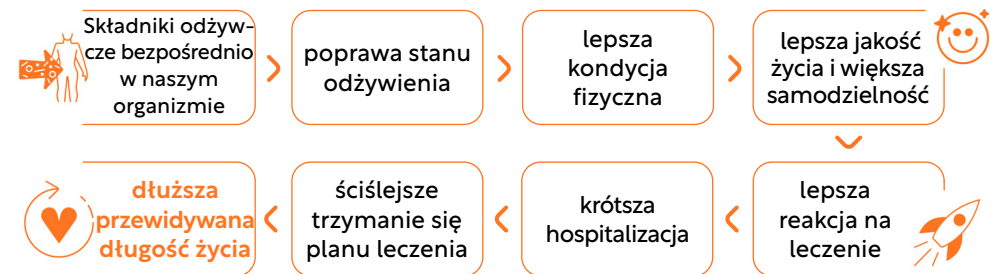 Składniki odżyw-
cze bezpośrednio
w naszym
organizmie
poprawa stanu
odżywienia
lepsza
kondycja
fizyczna
lepsza jakość
życia i większa
samodzielność
lepsza
reakcja na
leczenie
krótsza
hospitalizacja
ściślejsze
trzymanie się
planu leczenia
dłuższa
przewidywana
długość życia